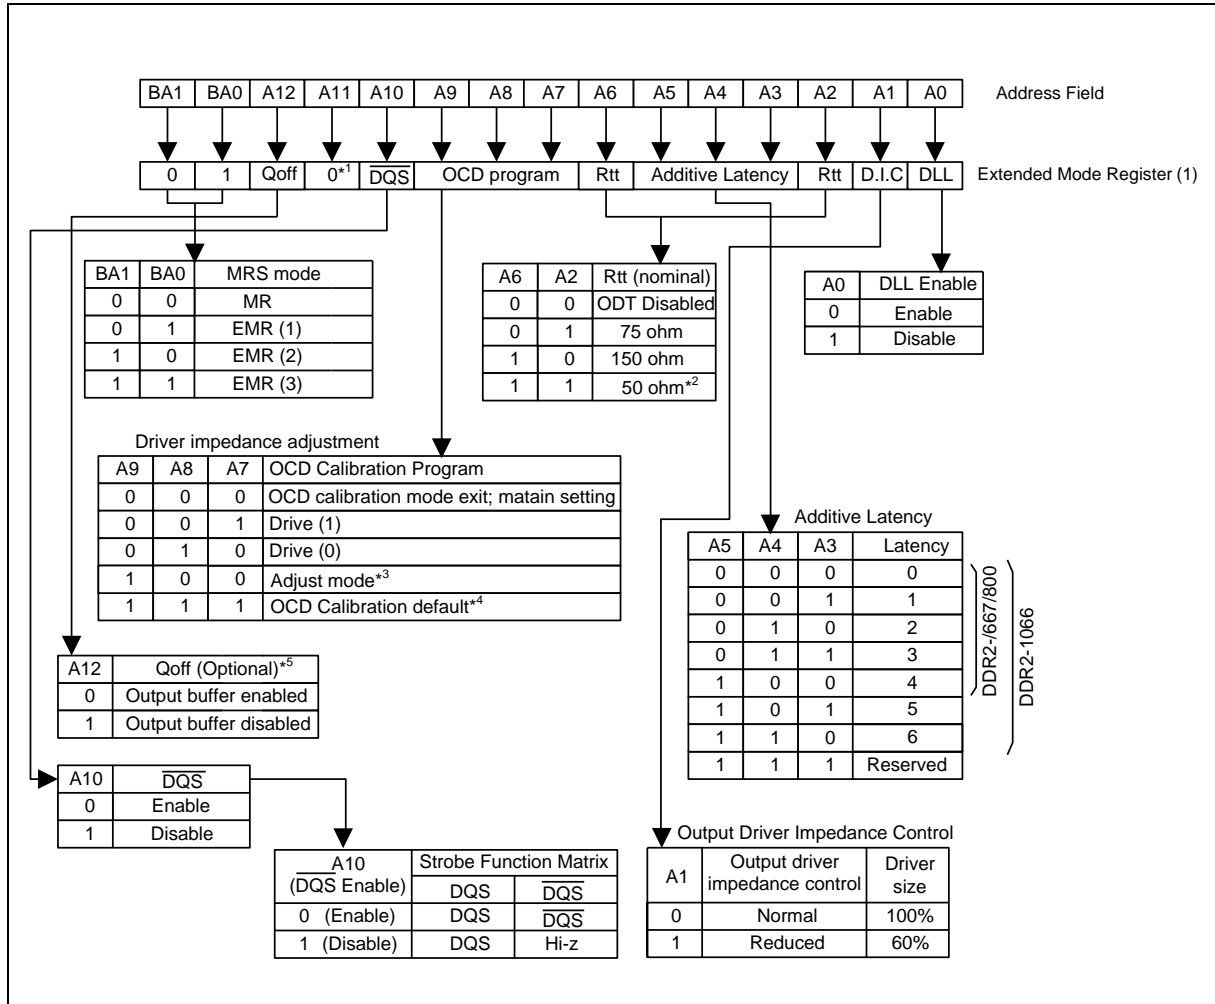 BA1 BA0 A12 A11 A10 A9 A8 A7 A6 A5 A4 A3 A2 A1 A0 Address Field
0 1 Qoff 0*1 DQS OCD program Rtt Additive Latency Rtt D.I.C DLL Extended Mode Register (1)
BA1 BA0 MRS mode
0 0 MR
0 1 EMR (1)
1 0 EMR (2)
1 1 EMR (3)
A6 A2 Rtt (nominal)
0 0 ODT Disabled
0 1 75 ohm
1 0 150 ohm
1 1 50 ohm*2
A0 DLL Enable
0 Enable
1 Disable
Driver impedance adjustment
A9 A8 A7 OCD Calibration Program
0 0 0 OCD calibration mode exit; matain setting
0 0 1 Drive (1)
0 1 0 Drive (0)
1 0 0 Adjust mode*3
1 1 1 OCD Calibration default*4
Additive Latency
A5 A4 A3 Latency
0 0 0 0
0 0 1 1
0 1 0 2
0 1 1 3
1 0 0 4
1 0 1 5
1 1 0 6
1 1 1 Reserved
DDR2-/667/800
DDR2-1066
A12 Qoff (Optional)*5
0 Output buffer enabled
1 Output buffer disabled
A10 DQS
0 Enable
1 Disable
A10 (DQS Enable) Strobe Function Matrix
DQS DQS
0 (Enable) DQS DQS
1 (Disable) DQS Hi-z
Output Driver Impedance Control
A1 Output driver impedance control Driver size
0 Normal 100%
1 Reduced 60%